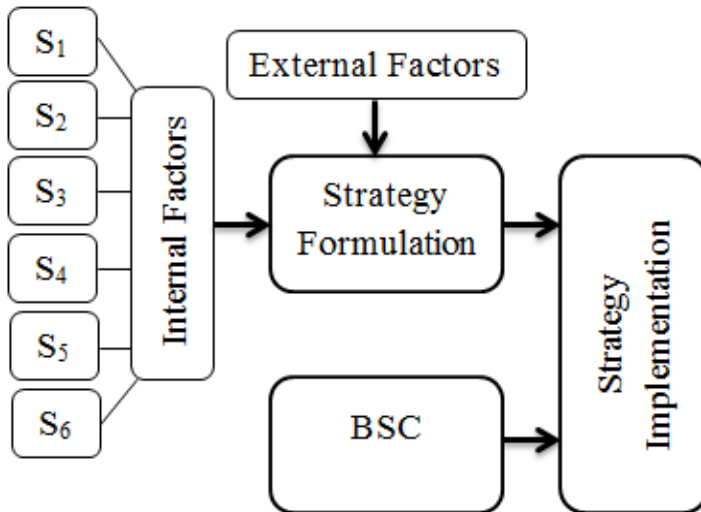 S₁
S₂
S₃
S₄
S₅
S₆
Internal Factors
External Factors
Strategy
Formulation
BSC
Strategy
Implementation